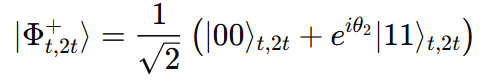 |Φ⁺_{t,2t}⟩ = \frac{1}{\sqrt{2}} (|00⟩_{t,2t} + e^{iθ_2}|11⟩_{t,2t})